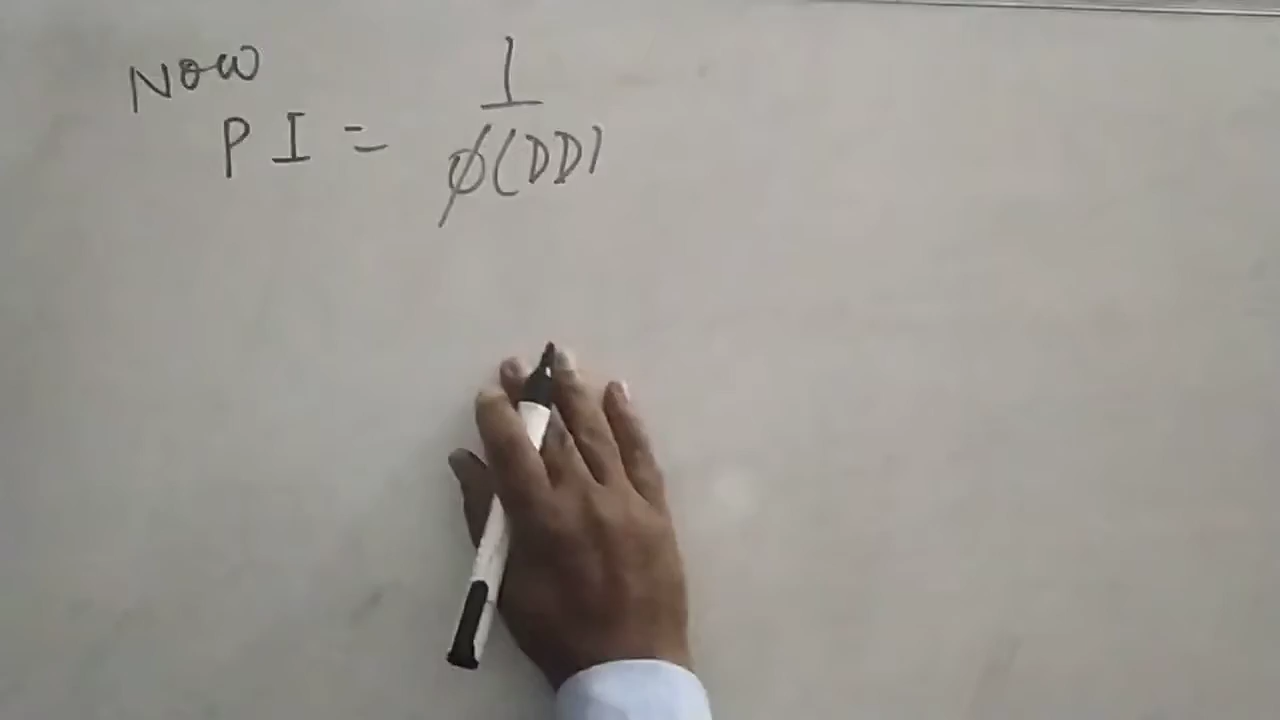 Now
PI = 1
ϕ(DD)